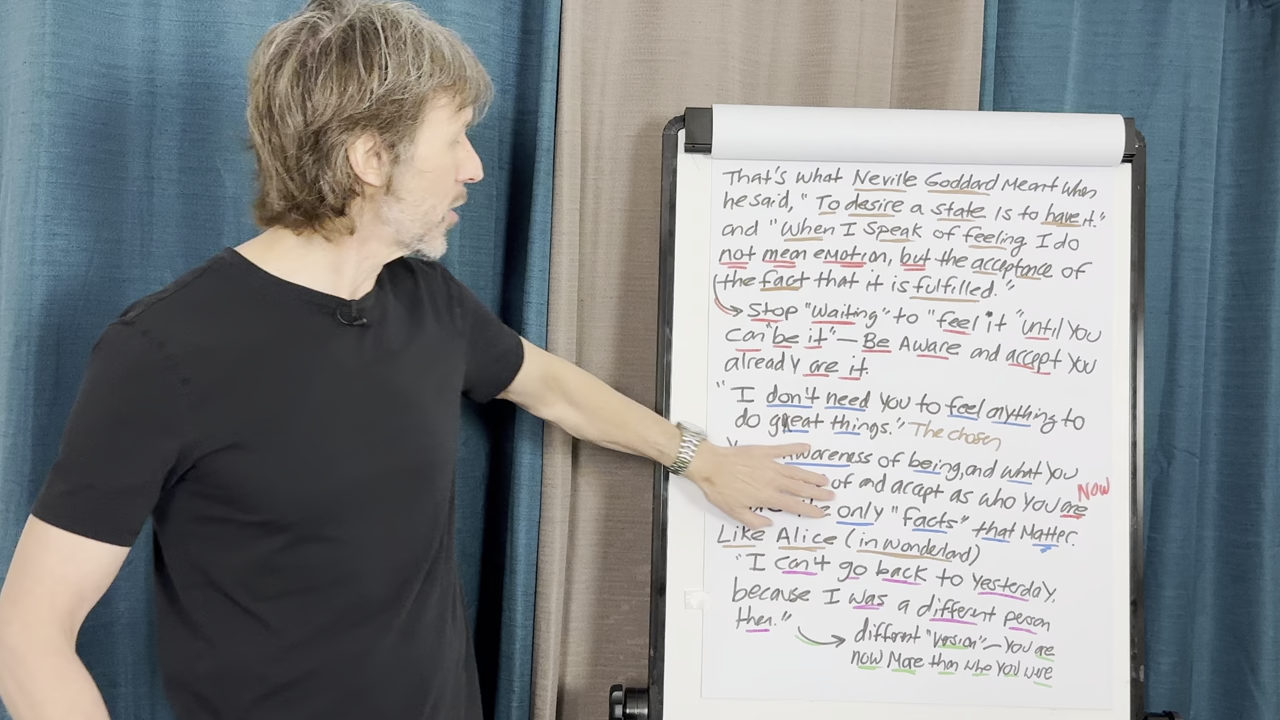 That's what Neville Goddard Meant when
he said, "To desire a state is to have it."
and "When I speak of feeling I do
not mean emotion, but the acceptance of
the fact that it is fulfilled."
Stop "waiting" to "feel it "until you
can "be it" — Be Aware and accept you
already are it.
"I don't need you to feel anything to
do great things." The chosen
awareness of being, and what you
of and accept as who you are NOW
only "facts" that Matter.
Like Alice (in wonderland)
"I can't go back to yesterday,
because I was a different person
then."
different "version" — you are
now More than who you were